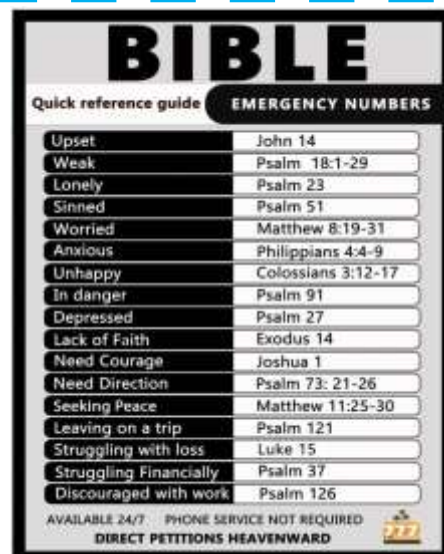 BIBLE
Quick reference guide EMERGENCY NUMBERS
Upset John 14
Weak Psalm 18:1-29
Lonely Psalm 23
Sinned Psalm 51
Worried Matthew 8:19-31
Anxious Philippians 4:4-9
Unhappy Colossians 3:12-17
In danger Psalm 91
Depressed Psalm 27
Lack of Faith Exodus 14
Need Courage Joshua 1
Need Direction Psalm 73: 21-26
Seeking Peace Matthew 11:25-30
Leaving on a trip Psalm 121
Struggling with loss Luke 15
Struggling Financially Psalm 37
Discouraged with work Psalm 126
AVAILABLE 24/7 PHONE SERVICE NOT REQUIRED
DIRECT PETITIONS HEAVENWARD
777